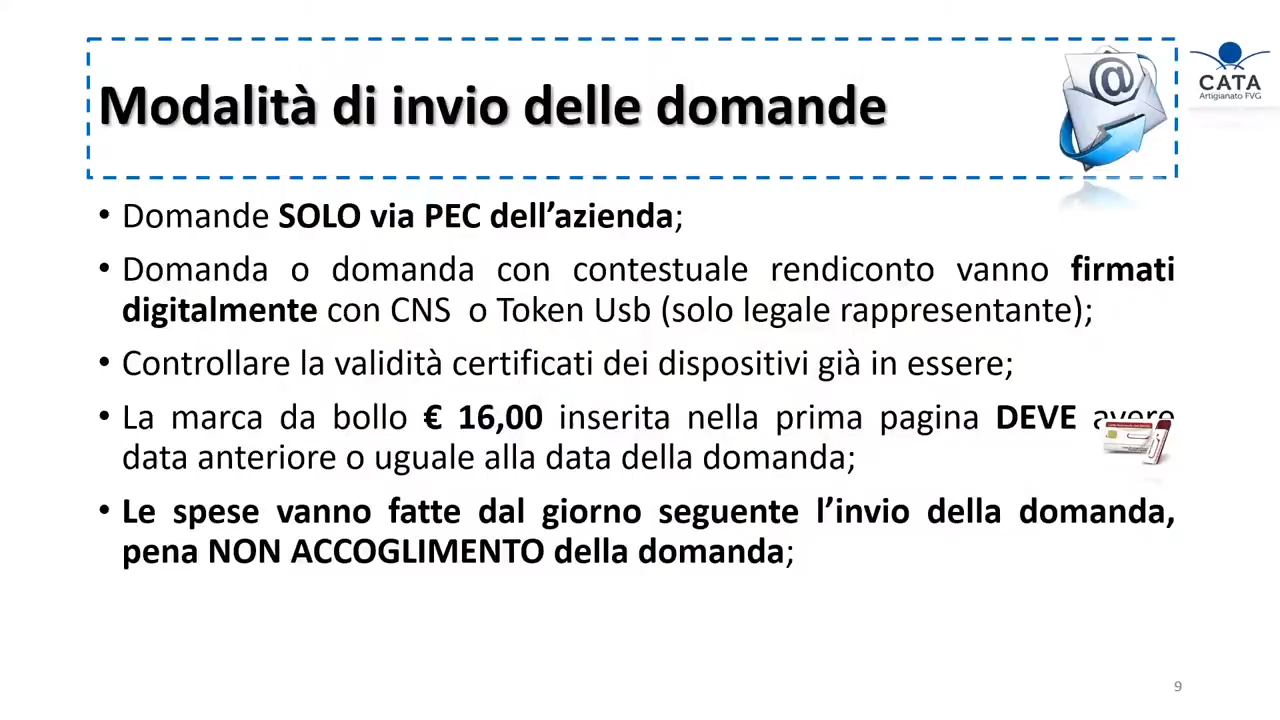 Modalità di invio delle domande
CATA
Artigianato FVG
• Domande SOLO via PEC dell’azienda;
• Domanda o domanda con contestuale rendiconto vanno firmati
digitalmente con CNS o Token Usb (solo legale rappresentante);
• Controllare la validità certificati dei dispositivi già in essere;
• La marca da bollo € 16,00 inserita nella prima pagina DEVE avere
data anteriore o uguale alla data della domanda;
• Le spese vanno fatte dal giorno seguente l’invio della domanda,
pena NON ACCOGLIMENTO della domanda;
9